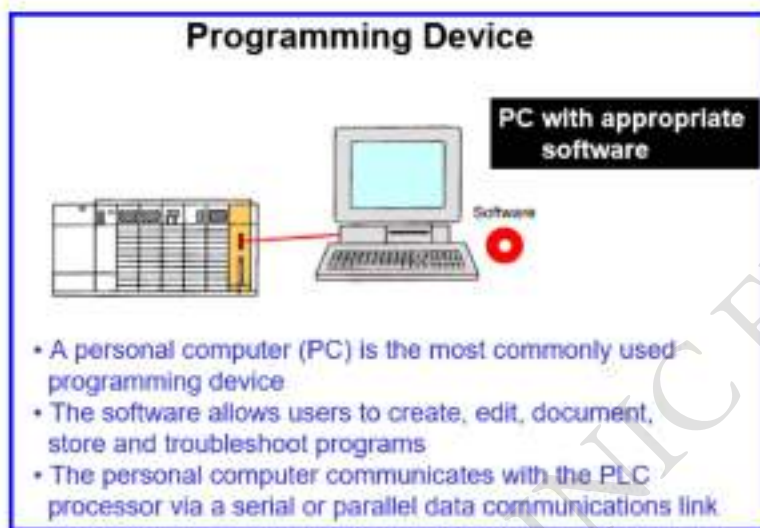 Programming Device
PC with appropriate
software
Software
• A personal computer (PC) is the most commonly used
programming device
• The software allows users to create, edit, document,
store and troubleshoot programs
• The personal computer communicates with the PLC
processor via a serial or parallel data communications link
NIC